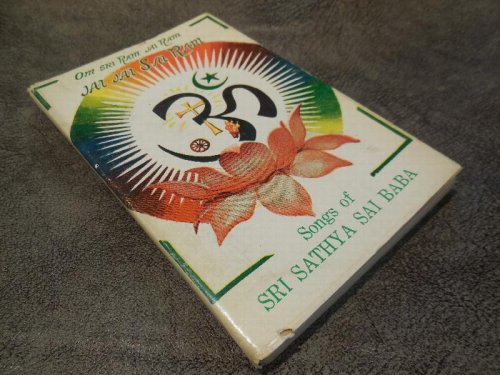 OM SRI RAM JAI RAM
JAI JAI SAI RAM
ॐ
Songs of
SRI SATHYA SAI BABA